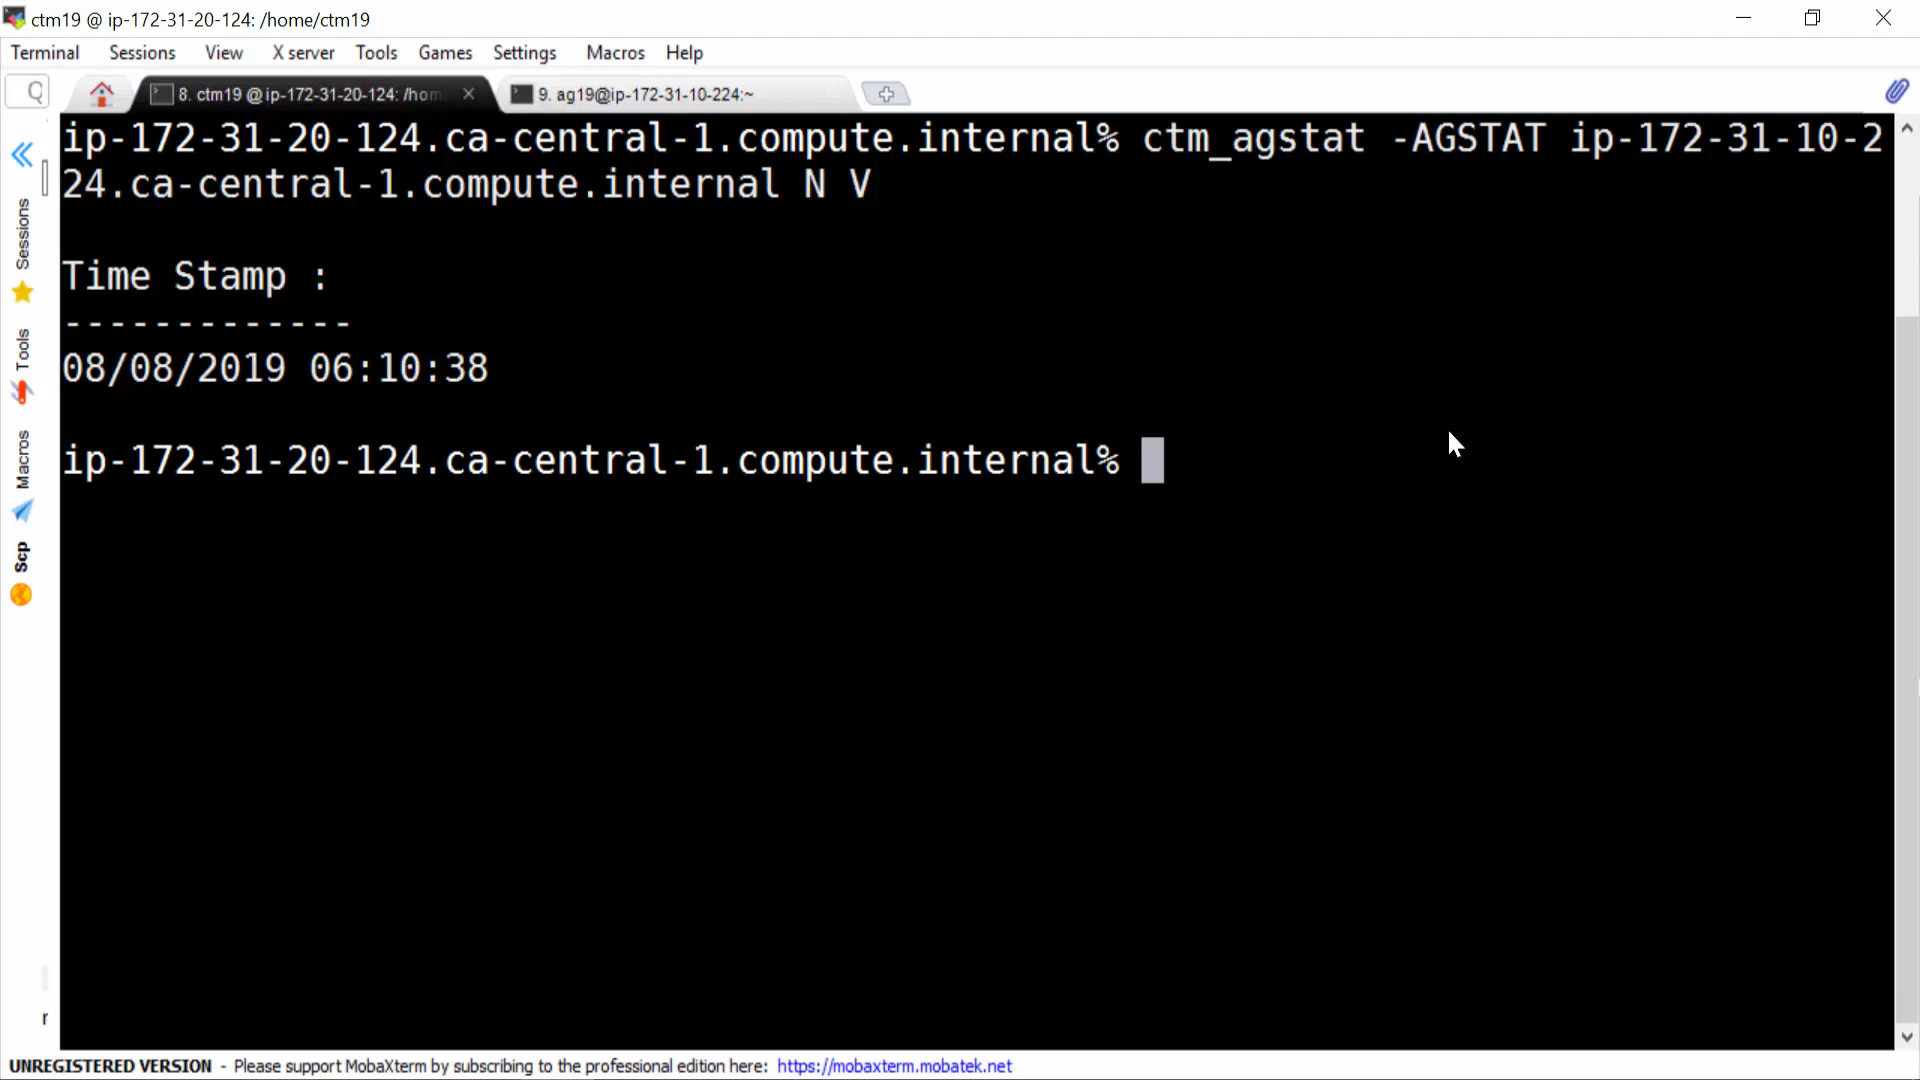 ctm19 @ ip-172-31-20-124: /home/ctm19
Terminal Sessions View X server Tools Games Settings Macros Help
8. ctm19 @ip-172-31-20-124: /hom 9. ag19@ip-172-31-10-224:~
ip-172-31-20-124.ca-central-1.compute.internal% ctm_agstat -AGSTAT ip-172-31-10-2
24.ca-central-1.compute.internal N V
Time Stamp :
-------------
08/08/2019 06:10:38
ip-172-31-20-124.ca-central-1.compute.internal%
Sessions
Tools
Macros
Scp
r
UNREGISTERED VERSION - Please support MobaXterm by subscribing to the professional edition here: https://mobaxterm.mobatek.net